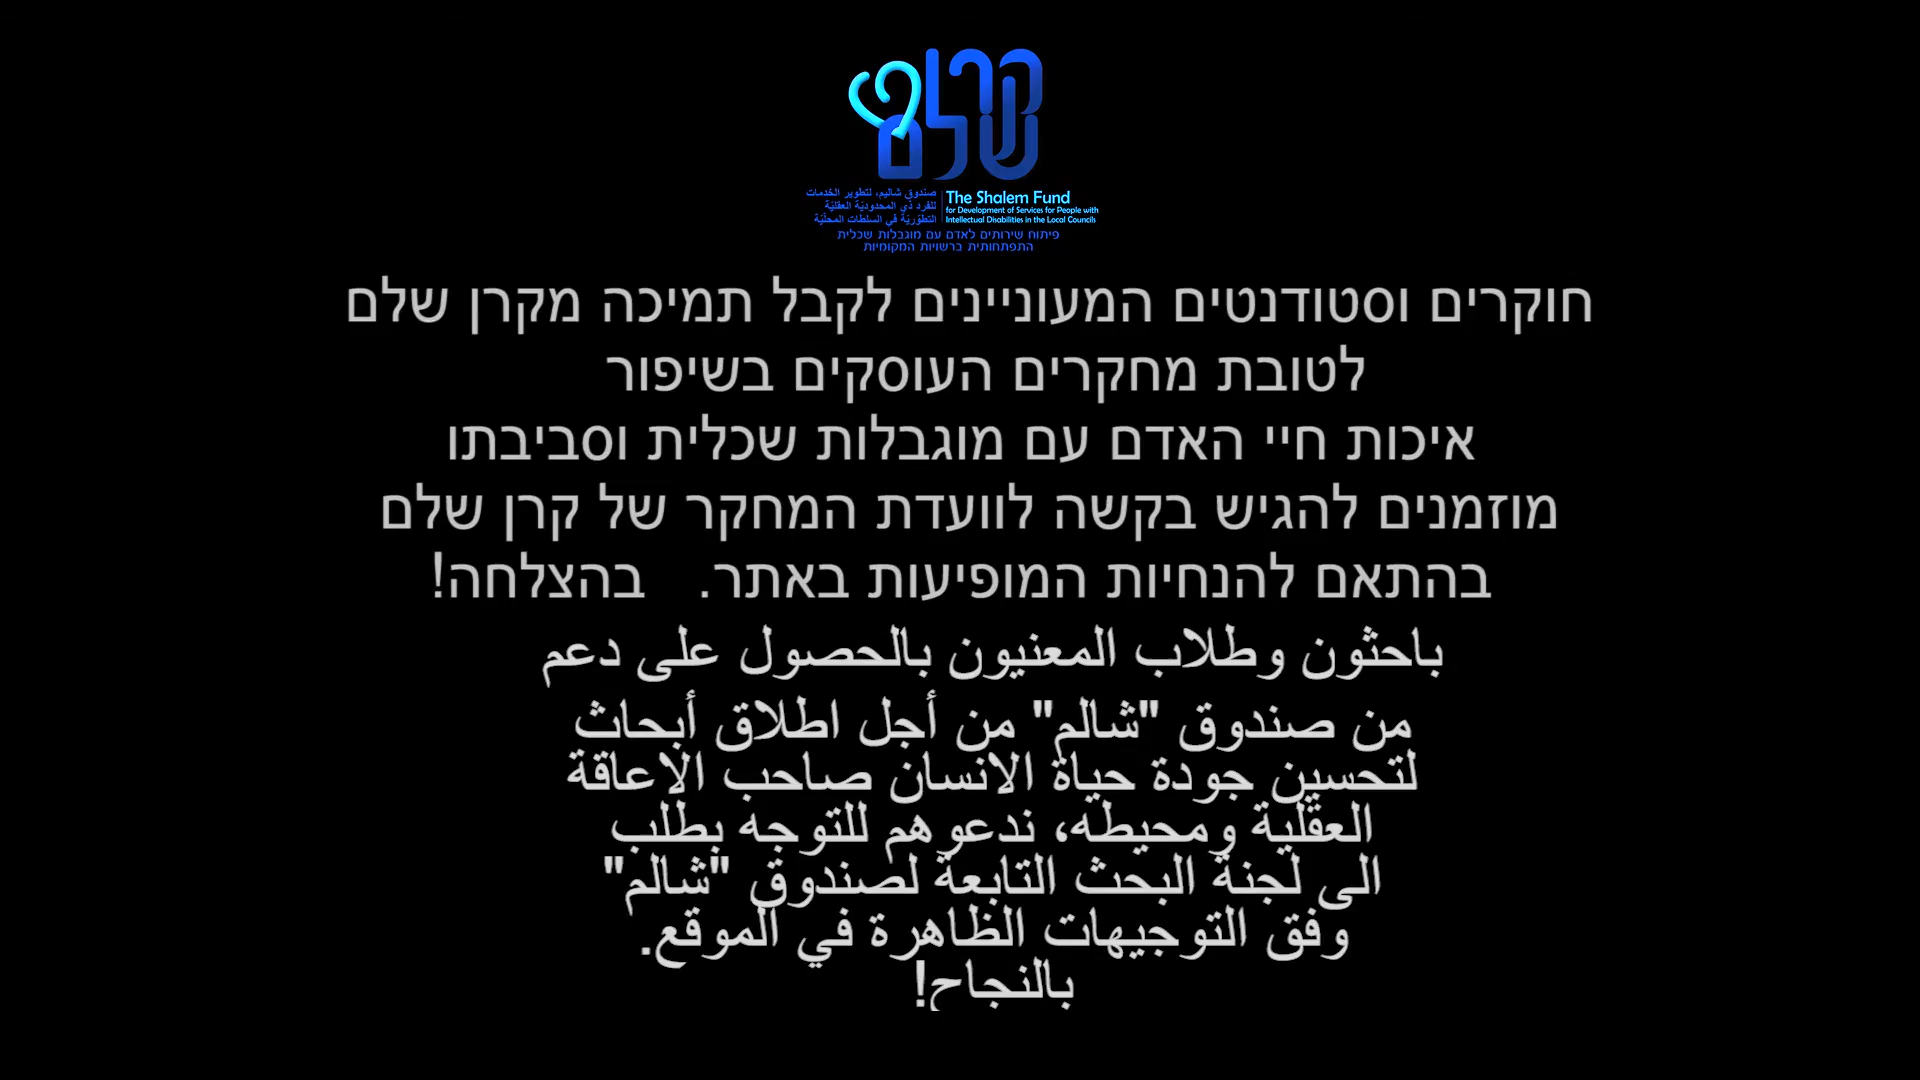 קרן
שלם
صندوق شاليم، لتطوير الخدمات
للفرد ذي المحدوديّة العقليّة
التطوّريّة في السلطات المحلّيّة
The Shalem Fund
for Development of Services for People with
Intellectual Disabilities in the Local Councils
פיתוח שירותים לאדם עם מוגבלות שכלית
התפתחותית ברשויות המקומיות
חוקרים וסטודנטים המעוניינים לקבל תמיכה מקרן שלם
לטובת מחקרים העוסקים בשיפור
איכות חיי האדם עם מוגבלות שכלית וסביבתו
מוזמנים להגיש בקשה לוועדת המחקר של קרן שלם
בהתאם להנחיות המופיעות באתר. בהצלחה!
باحثون وطلاب المعنيون بالحصول على دعم
من صندوق "شالم" من أجل اطلاق أبحاث
لتحسين جودة حياة الانسان صاحب الاعاقة
العقلية ومحيطه، ندعوهم للتوجه بطلب
الى لجنة البحث التابعة لصندوق "شالم"
وفق التوجيهات الظاهرة في الموقع.
بالنجاح!